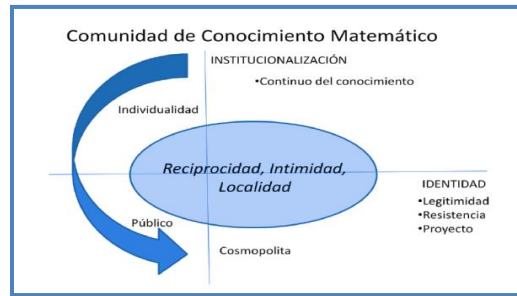 Comunidad de Conocimiento Matemático
INSTITUCIONALIZACIÓN
•Continuo del conocimiento
Individualidad
Reciprocidad, Intimidad,
Localidad
IDENTIDAD
•Legitimidad
•Resistencia
•Proyecto
Público
Cosmopolita